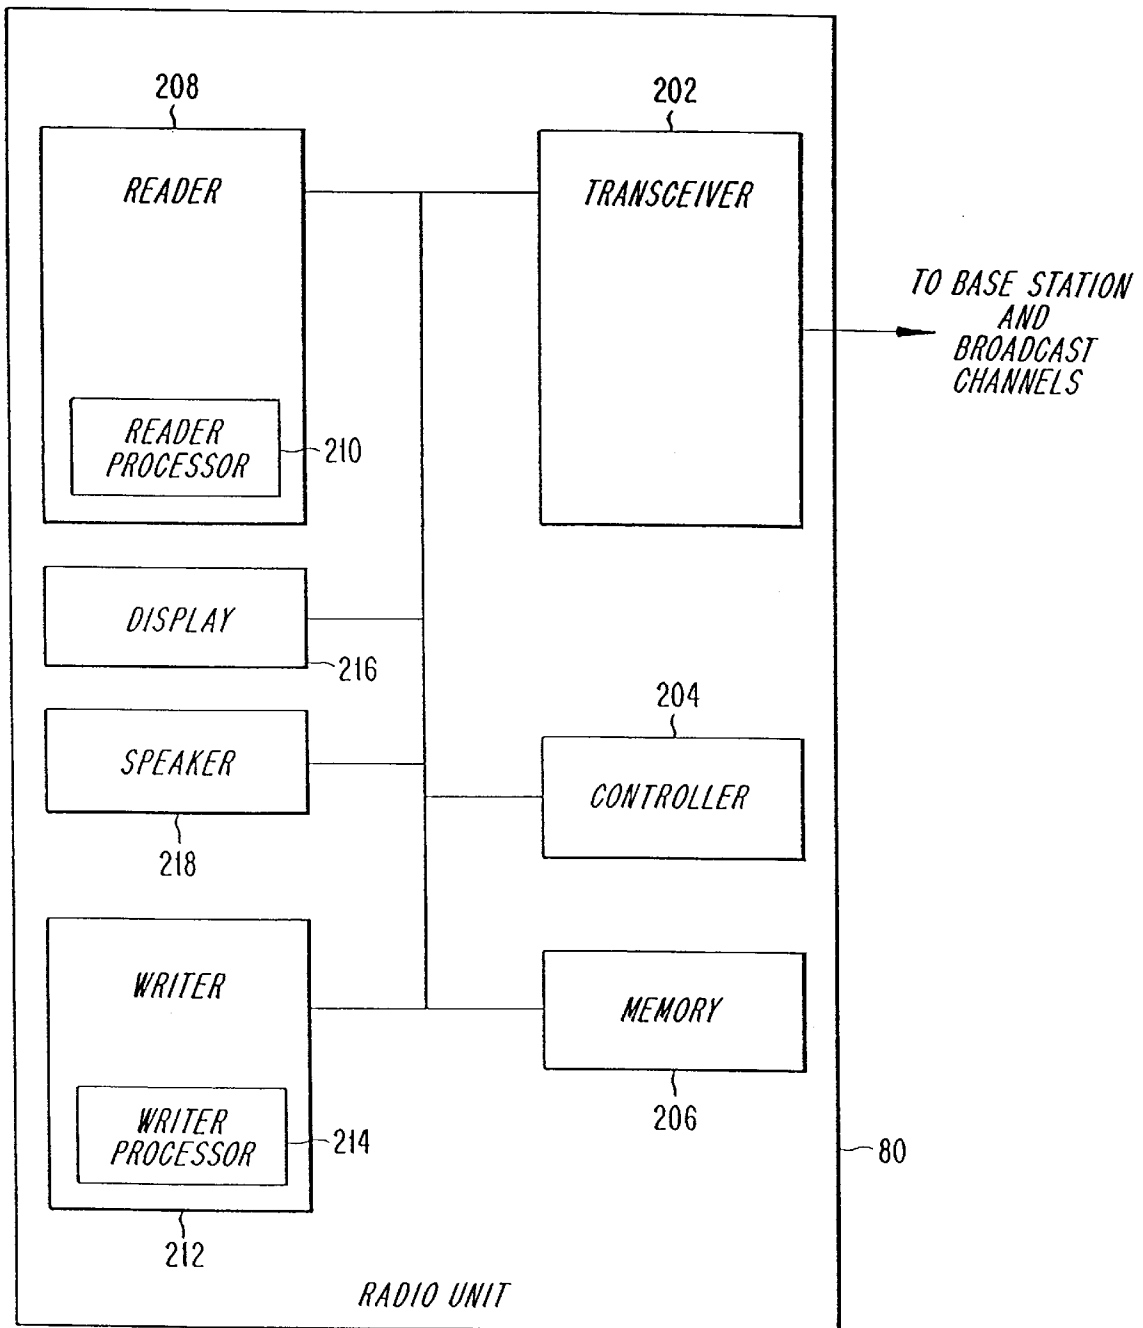 208
202
READER
TRANSCEIVER
TO BASE STATION
AND
BROADCAST
CHANNELS
READER
PROCESSOR
210
DISPLAY
216
204
SPEAKER
CONTROLLER
218
WRITER
MEMORY
206
WRITER
PROCESSOR
214
80
212
RADIO UNIT